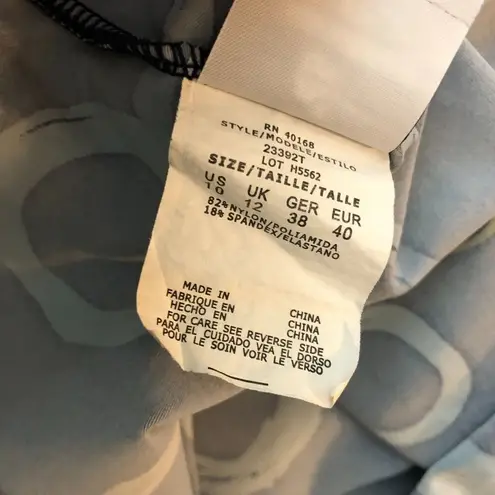 RN 40168
STYLE/MODELE/ESTILO
23392T
LOT H5562
SIZE/TAILLE/TALLE
US UK GER EUR
10 12 38 40
82% NYLON/POLIAMIDA
18% SPANDEX/ELASTANO
MADE IN CHINA
FABRIQUE EN CHINA
HECHO EN CHINA
FOR CARE SEE REVERSE SIDE
PARA EL CUIDADO VEA EL DORSO
POUR LE SOIN VOIR LE VERSO